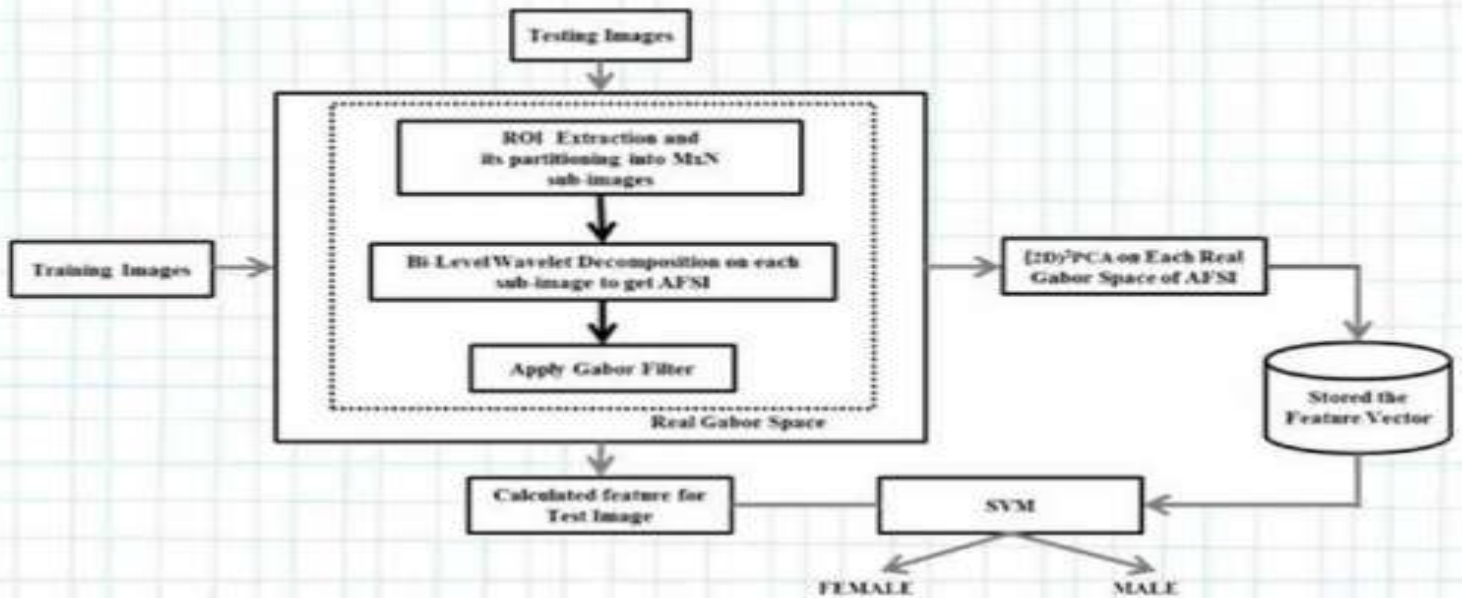 Testing Images
ROI Extraction and
its partitioning into MxN
sub-images
Training Images
Bi-Level Wavelet Decomposition on each
sub-image to get AFSI
(2D)²PCA on Each Real
Gabor Space of AFSI
Apply Gabor Filter
Stored the
Feature Vector
Real Gabor Space
Calculated feature for
Test Image
SVM
FEMALE
MALE